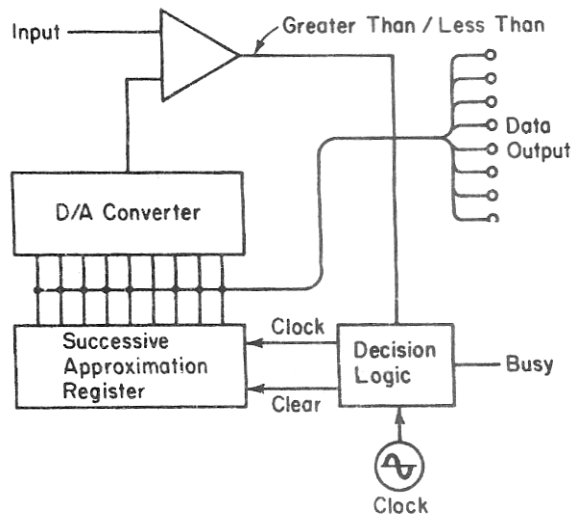 Input
Greater Than / Less Than
Data
Output
D/A Converter
Successive
Approximation
Register
Clock
Clear
Decision
Logic
Busy
Clock